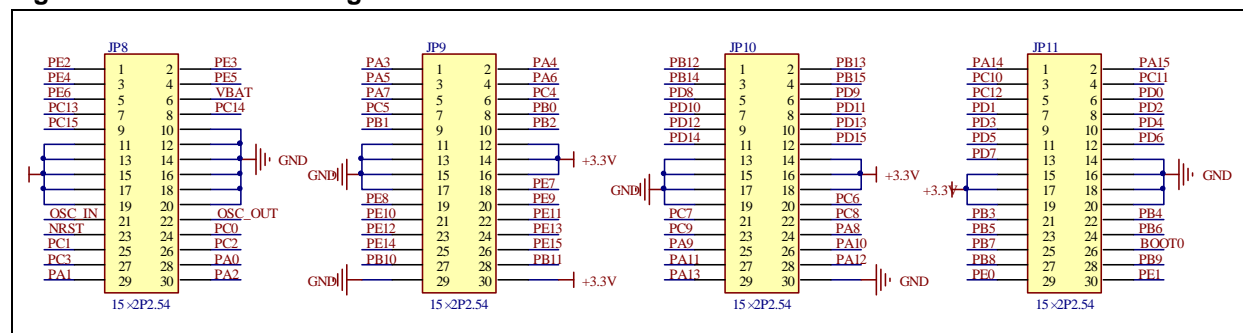 JP8 JP9 JP10 JP11
PE2 1 2 PE3 PA3 1 2 PA4 PB12 1 2 PB13 PA14 1 2 PA15
PE4 3 4 PE5 PA5 3 4 PA6 PB14 3 4 PB15 PC10 3 4 PC11
PE6 5 6 VBAT PA7 5 6 PC4 PD8 5 6 PD9 PC12 5 6 PD0
PC13 7 8 PC14 PC5 7 8 PB0 PD10 7 8 PD11 PD1 7 8 PD2
PC15 9 10 PB1 9 10 PB2 PD12 9 10 PD13 PD3 9 10 PD4
11 12 11 12 PD14 11 12 PD15 PD5 11 12 PD6
13 14 GND 13 14 +3.3V 13 14 PD7 13 14
15 16 GND 15 16 15 16 +3.3V 15 16 GND
17 18 17 18 PE7 GND 17 18 +3.3V 17 18
19 20 PE8 19 20 PE9 19 20 PC6 19 20
OSC_IN 21 22 OSC_OUT PE10 21 22 PE11 PC7 21 22 PC8 PB3 21 22 PB4
NRST 23 24 PC0 PE12 23 24 PE13 PC9 23 24 PA8 PB5 23 24 PB6
PC1 25 26 PC2 PE14 25 26 PE15 PA9 25 26 PA10 PB7 25 26 BOOT0
PC3 27 28 PA0 PB10 27 28 PB11 PA11 27 28 PA12 PB8 27 28 PB9
PA1 29 30 PA2 GND 29 30 +3.3V PA13 29 30 GND PE0 29 30 PE1
15×2P2.54 15×2P2.54 15×2P2.54 15×2P2.54